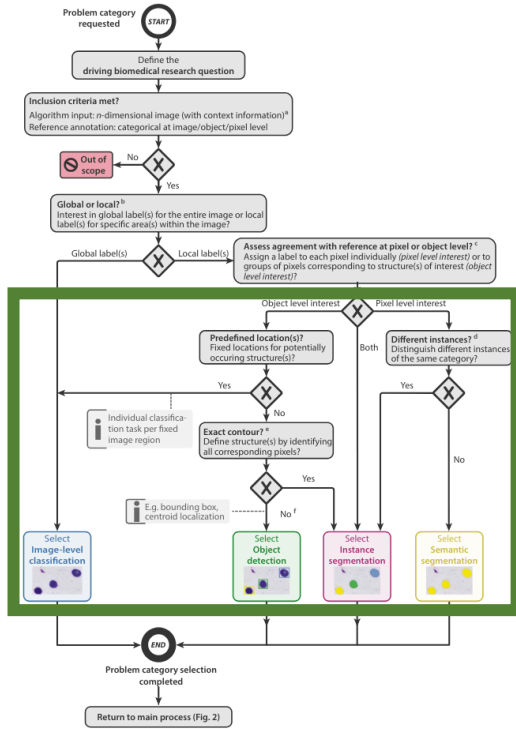 Problem category
requested
START
Define the
driving biomedical research question
Inclusion criteria met?
Algorithm input: n-dimensional image (with context information)a
Reference annotation: categorical at image/object/pixel level
Out of
scope
No
X
Yes
Global or local? b
Interest in global label(s) for the entire image or local
label(s) for specific area(s) within the image?
Global label(s)
X
Local label(s)
Assess agreement with reference at pixel or object level? c
Assign a label to each pixel individually (pixel level interest) or to
groups of pixels corresponding to structure(s) of interest (object
level interest)?
Object level interest
X
Pixel level interest
Both
Predefined location(s)?
Fixed locations for potentially
occuring structure(s)?
Different instances? d
Distinguish different instances
of the same category?
Yes
X
No
Yes
X
No
i
Individual classifica-
tion task per fixed
image region
Exact contour? e
Define structure(s) by identifying
all corresponding pixels?
X
Yes
i
E.g. bounding box,
centroid localization
No f
Select
Image-level
classification
Select
Object
detection
Select
Instance
segmentation
Select
Semantic
segmentation
END
Problem category selection
completed
Return to main process (Fig. 2)